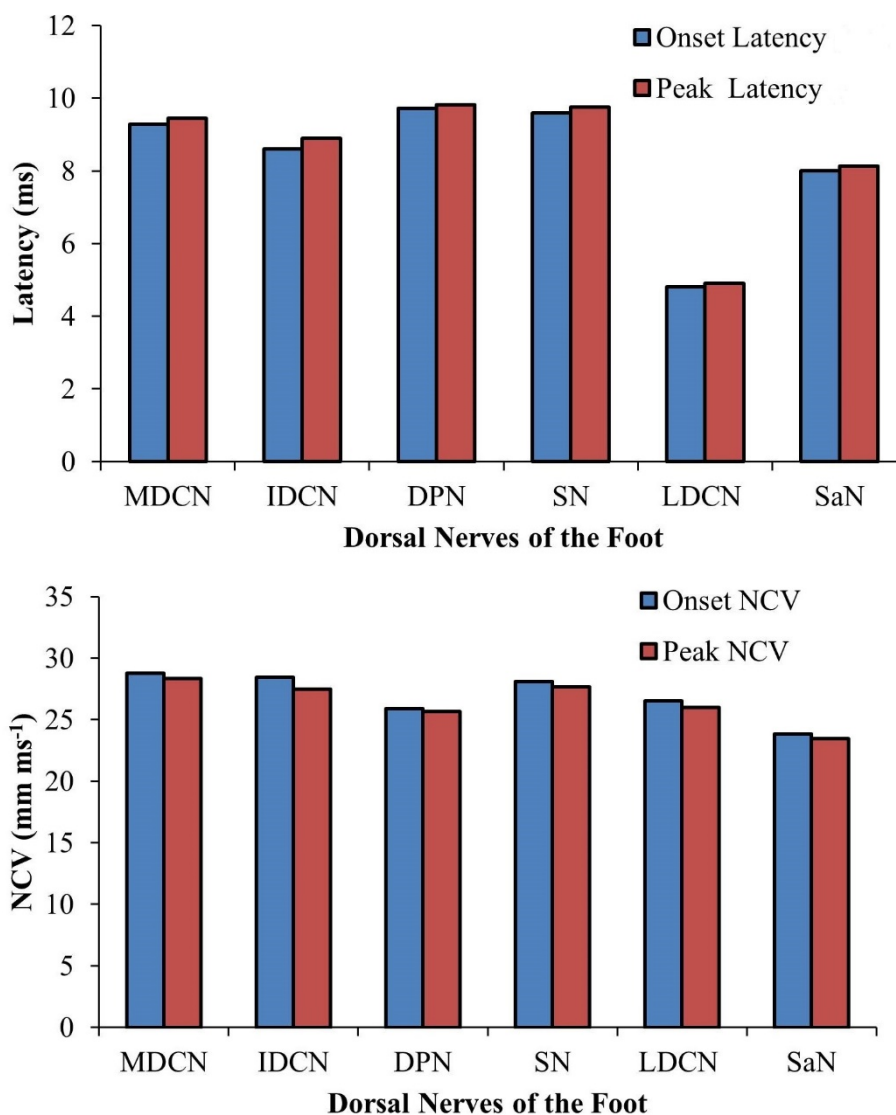 12
10
8
6
4
2
0
Latency (ms)
Onset Latency
Peak Latency
MDCN IDCN DPN SN LDCN SaN
Dorsal Nerves of the Foot
35
30
25
20
15
10
5
0
NCV (mm ms⁻¹)
Onset NCV
Peak NCV
MDCN IDCN DPN SN LDCN SaN
Dorsal Nerves of the Foot